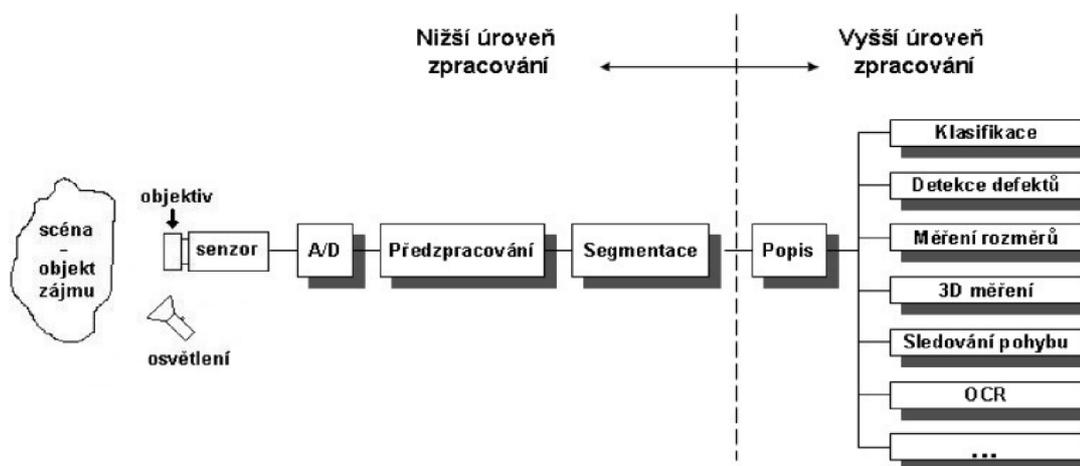 Nižší úroveň
zpracování
Vyšší úroveň
zpracování
scéna
-
objekt
zájmu
objektiv
senzor
osvětlení
A/D
Předzpracování
Segmentace
Popis
Klasifikace
Detekce defektů
Měření rozměrů
3D měření
Sledování pohybu
OCR
...